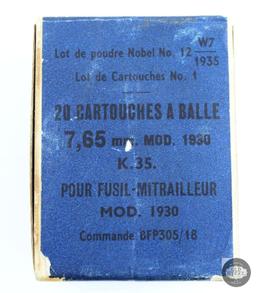 Lot de poudre Nobel No. 12 W7/1935
Lot de Cartouches No. 1
20 CARTOUCHES A BALLE
7,65 mm. MOD. 1930
K.35.
POUR FUSIL-MITRAILLEUR
MOD. 1930
Commande BFP305/18